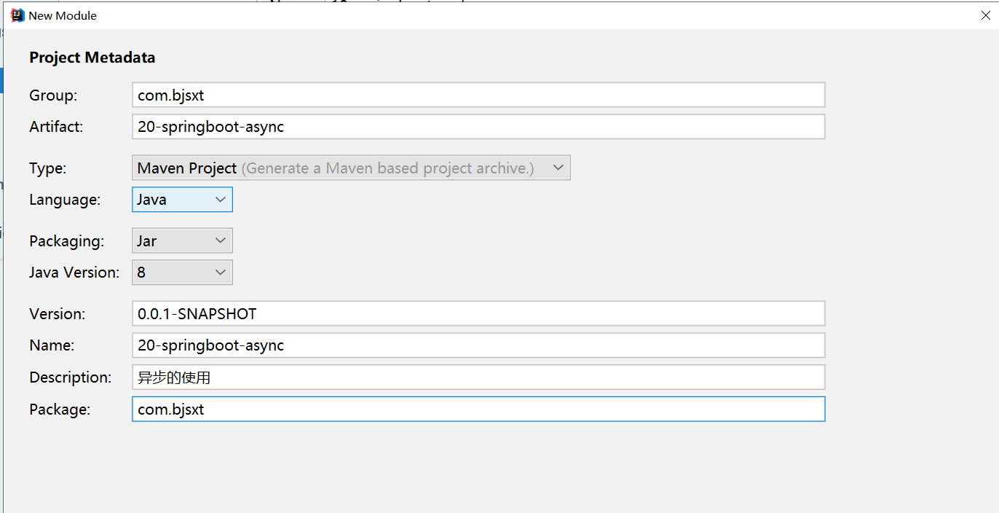 New Module
Project Metadata
Group: com.bjsxt
Artifact: 20-springboot-async
Type: Maven Project (Generate a Maven based project archive.)
Language: Java
Packaging: Jar
Java Version: 8
Version: 0.0.1-SNAPSHOT
Name: 20-springboot-async
Description: 异步的使用
Package: com.bjsxt